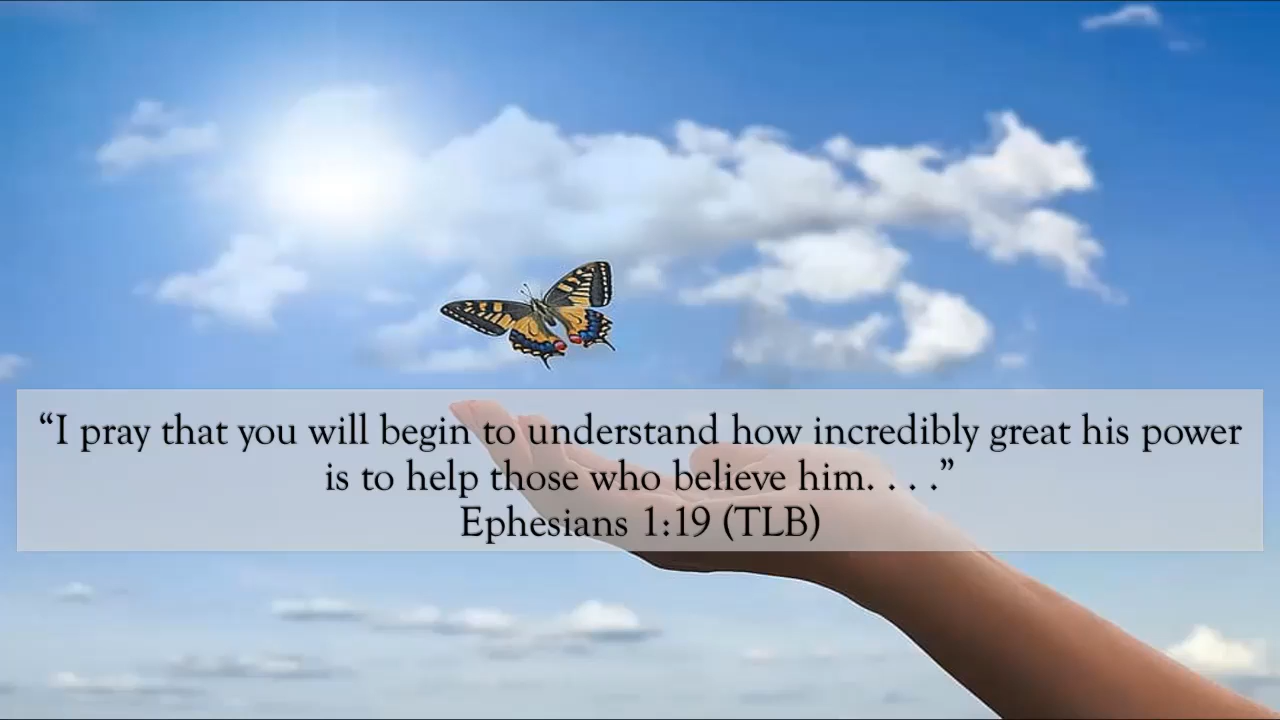 “I pray that you will begin to understand how incredibly great his power
is to help those who believe him. . . .”
Ephesians 1:19 (TLB)